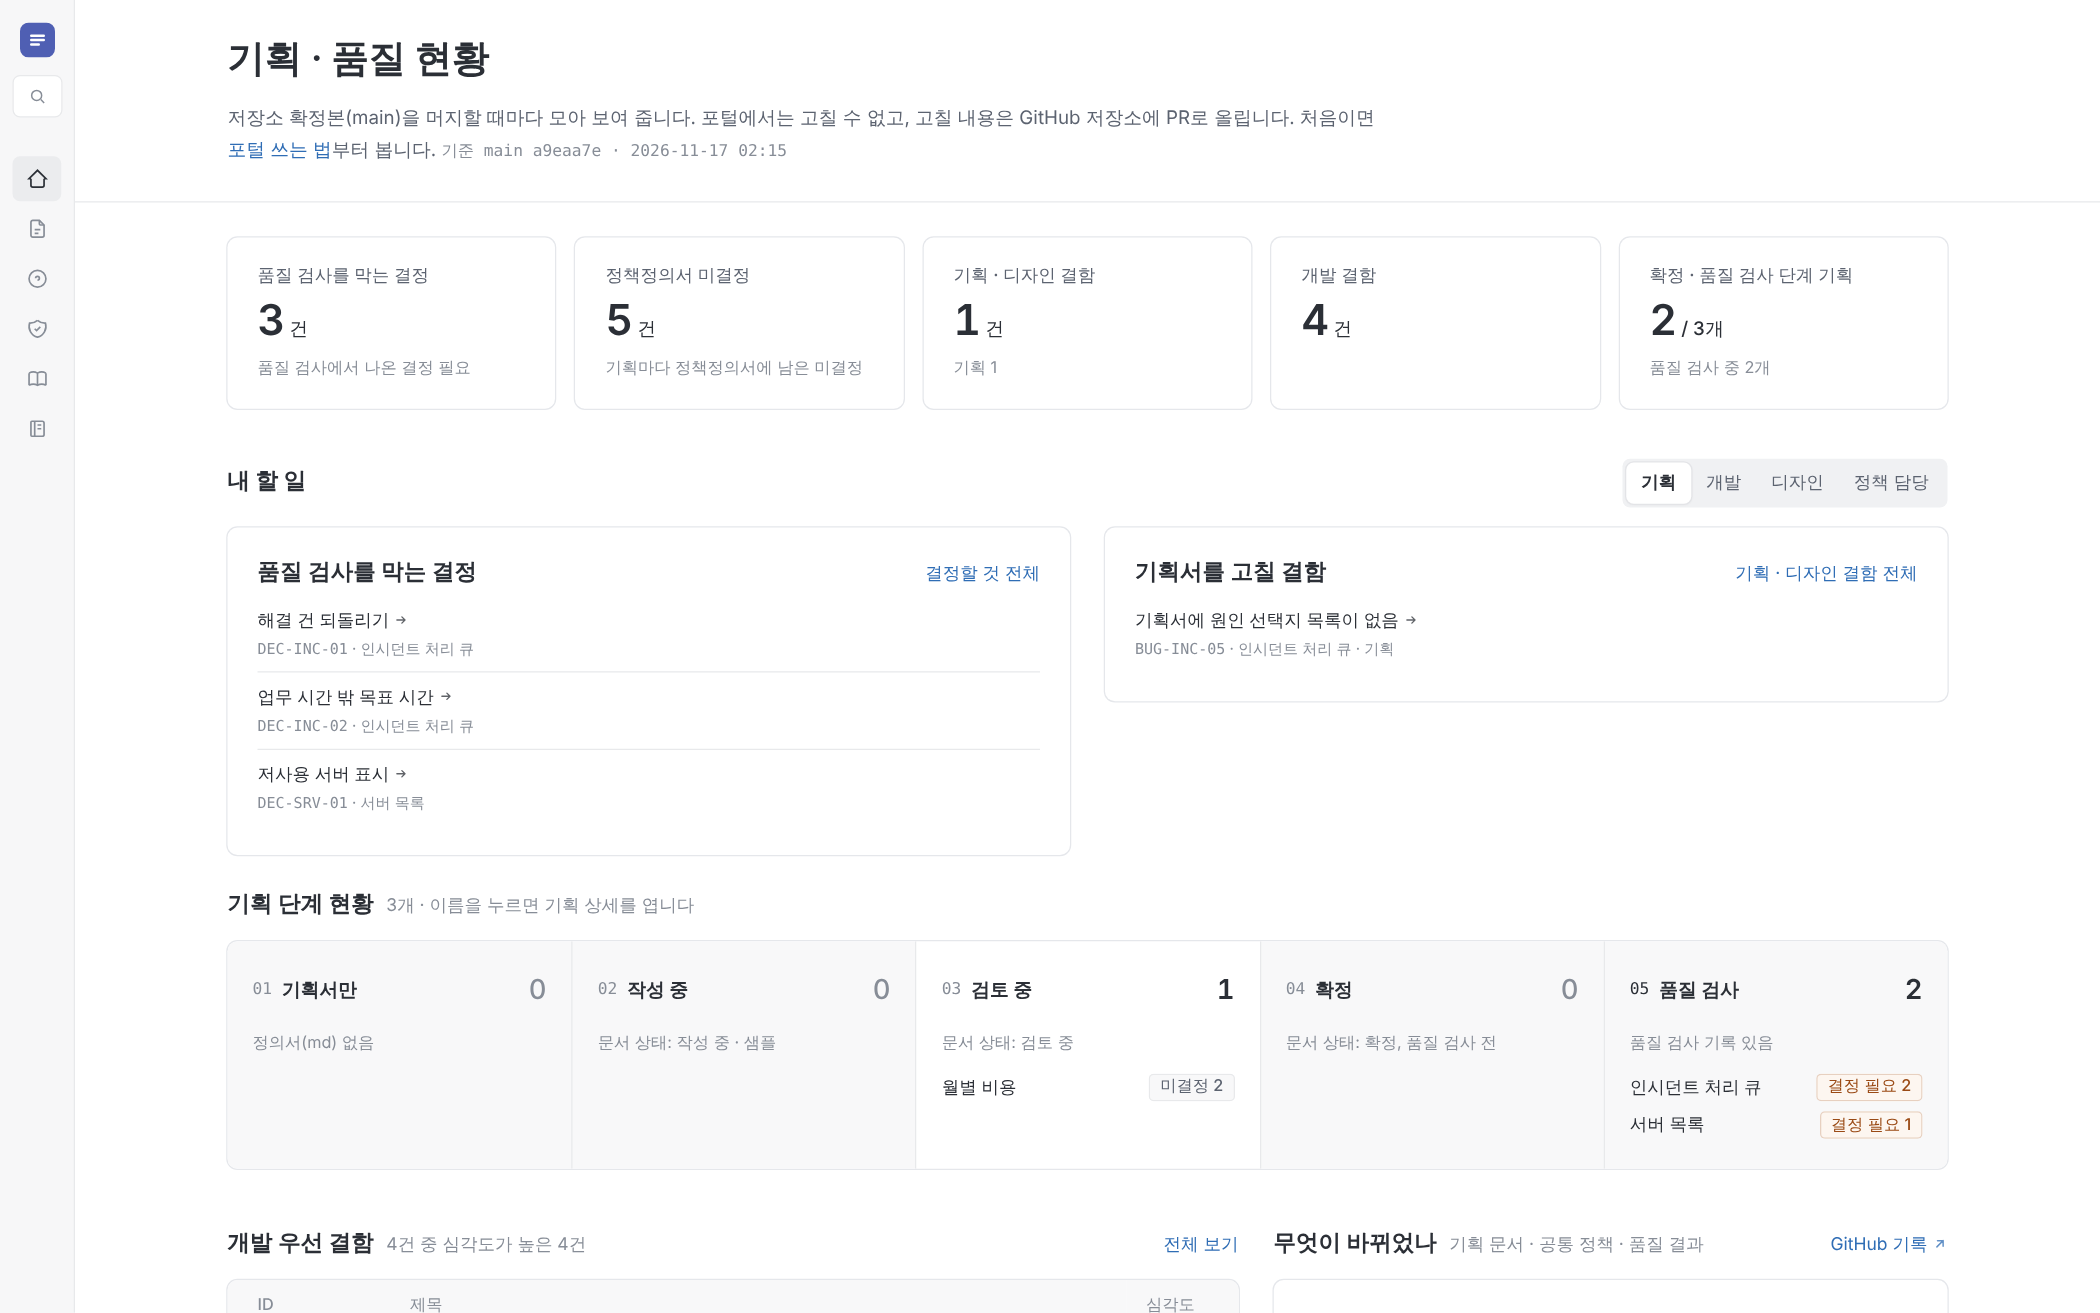 기획 · 품질 현황
저장소 확정본(main)을 머지할 때마다 모아 보여 줍니다. 포털에서는 고칠 수 없고, 고칠 내용은 GitHub 저장소에 PR로 올립니다. 처음이면
포털 쓰는 법부터 봅니다. 기준 main a9eaa7e · 2026-11-17 02:15
품질 검사를 막는 결정
3 건
품질 검사에서 나온 결정 필요
정책정의서 미결정
5 건
기획마다 정책정의서에 남은 미결정
기획 · 디자인 결함
1 건
기획 1
개발 결함
4 건
확정 · 품질 검사 단계 기획
2 / 3개
품질 검사 중 2개
내 할 일
기획 개발 디자인 정책 담당
품질 검사를 막는 결정 결정할 것 전체
해결 건 되돌리기 →
DEC-INC-01 · 인시던트 처리 큐
업무 시간 밖 목표 시간 →
DEC-INC-02 · 인시던트 처리 큐
저사용 서버 표시 →
DEC-SRV-01 · 서버 목록
기획서를 고칠 결함 기획 · 디자인 결함 전체
기획서에 원인 선택지 목록이 없음 →
BUG-INC-05 · 인시던트 처리 큐 · 기획
기획 단계 현황 3개 · 이름을 누르면 기획 상세를 엽니다
01 기획서만 0
정의서(md) 없음
02 작성 중 0
문서 상태: 작성 중 · 샘플
03 검토 중 1
문서 상태: 검토 중
월별 비용 미결정 2
04 확정 0
문서 상태: 확정, 품질 검사 전
05 품질 검사 2
품질 검사 기록 있음
인시던트 처리 큐 결정 필요 2
서버 목록 결정 필요 1
개발 우선 결함 4건 중 심각도가 높은 4건 전체 보기
ID 제목 심각도
무엇이 바뀌었나 기획 문서 · 공통 정책 · 품질 결과 GitHub 기록 ↗